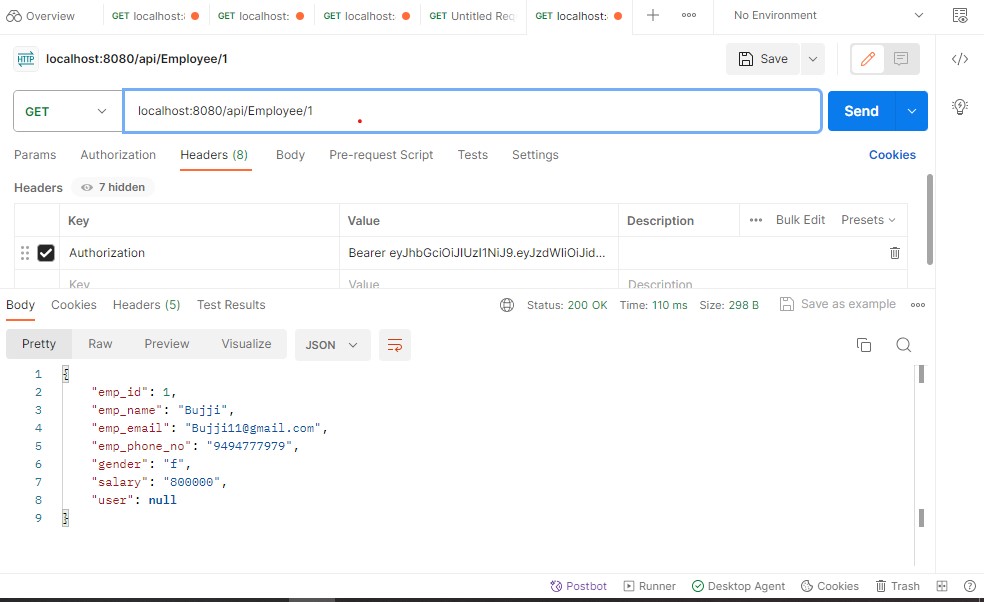 Overview GET localhost: GET localhost: GET localhost: GET Untitled Req GET localhost: No Environment
HTTP localhost:8080/api/Employee/1 Save
GET localhost:8080/api/Employee/1 Send
Params Authorization Headers (8) Body Pre-request Script Tests Settings Cookies
Headers 7 hidden
Key Value Description Bulk Edit Presets
Authorization Bearer eyJhbGciOiJIUzI1NiJ9.eyJzdWIiOiJid...
Key Value Description
Body Cookies Headers (5) Test Results Status: 200 OK Time: 110 ms Size: 298 B Save as example
Pretty Raw Preview Visualize JSON
1 {
2 "emp_id": 1,
3 "emp_name": "Bujji",
4 "emp_email": "Bujji11@gmail.com",
5 "emp_phone_no": "9494777979",
6 "gender": "f",
7 "salary": "800000",
8 "user": null
9 }
Postbot Runner Desktop Agent Cookies Trash